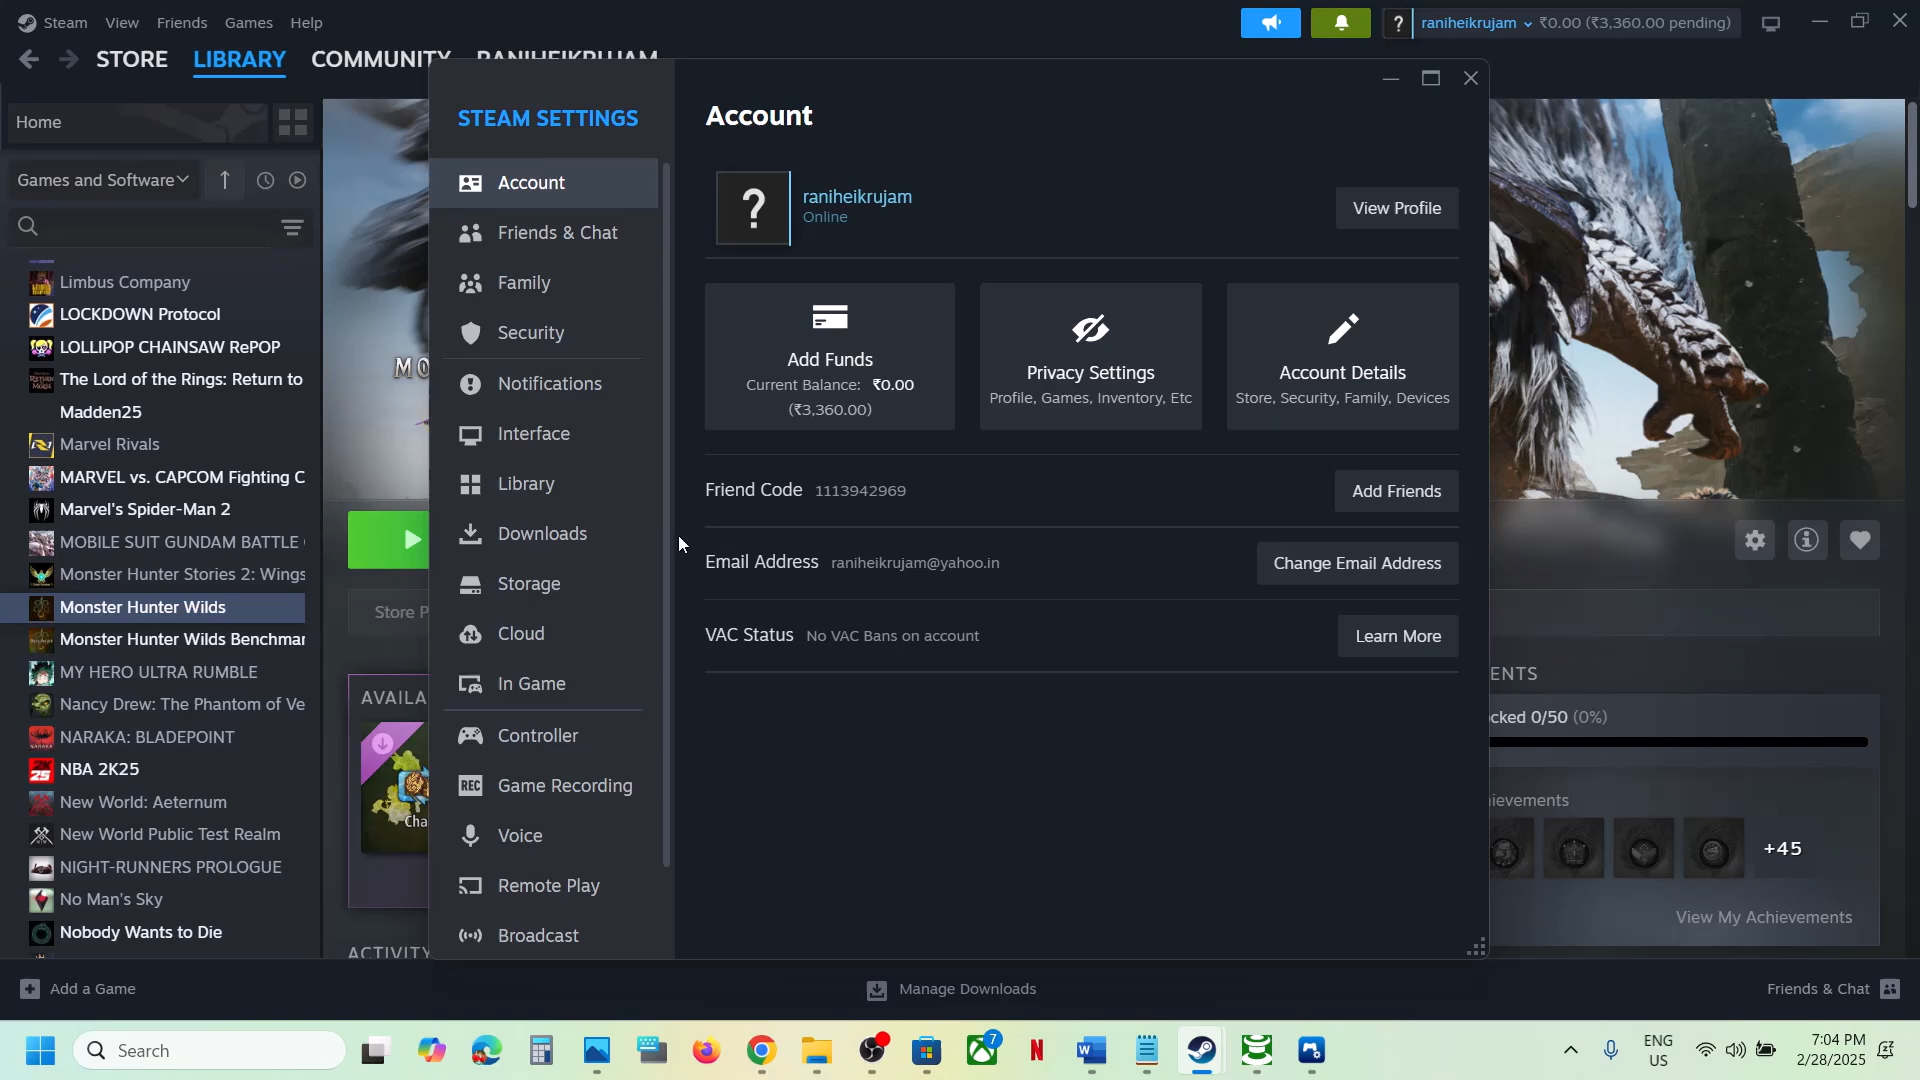 Steam View Friends Games Help
raniheikrujam ₹0.00 (₹3,360.00 pending)
STORE LIBRARY COMMUNITY RANIHEIKRUJAM
Home
Games and Software
Limbus Company
LOCKDOWN Protocol
LOLLIPOP CHAINSAW RePOP
The Lord of the Rings: Return to
Madden25
Marvel Rivals
MARVEL vs. CAPCOM Fighting C
Marvel's Spider-Man 2
MOBILE SUIT GUNDAM BATTLE
Monster Hunter Stories 2: Wings
Monster Hunter Wilds
Monster Hunter Wilds Benchmar
MY HERO ULTRA RUMBLE
Nancy Drew: The Phantom of Ve
NARAKA: BLADEPOINT
NBA 2K25
New World: Aeternum
New World Public Test Realm
NIGHT-RUNNERS PROLOGUE
No Man's Sky
Nobody Wants to Die
Add a Game
MO
Store P
AVAILA
Cha
ACTIVITY
STEAM SETTINGS
Account
Friends & Chat
Family
Security
Notifications
Interface
Library
Downloads
Storage
Cloud
In Game
Controller
REC Game Recording
Voice
Remote Play
Broadcast
Account
?
raniheikrujam
Online
View Profile
Add Funds
Current Balance: ₹0.00
(₹3,360.00)
Privacy Settings
Profile, Games, Inventory, Etc
Account Details
Store, Security, Family, Devices
Friend Code 1113942969
Add Friends
Email Address raniheikrujam@yahoo.in
Change Email Address
VAC Status No VAC Bans on account
Learn More
ENTS
cked 0/50 (0%)
ievements
+45
View My Achievements
Manage Downloads
Friends & Chat
Search
7
ENG
US
7:04 PM
2/28/2025